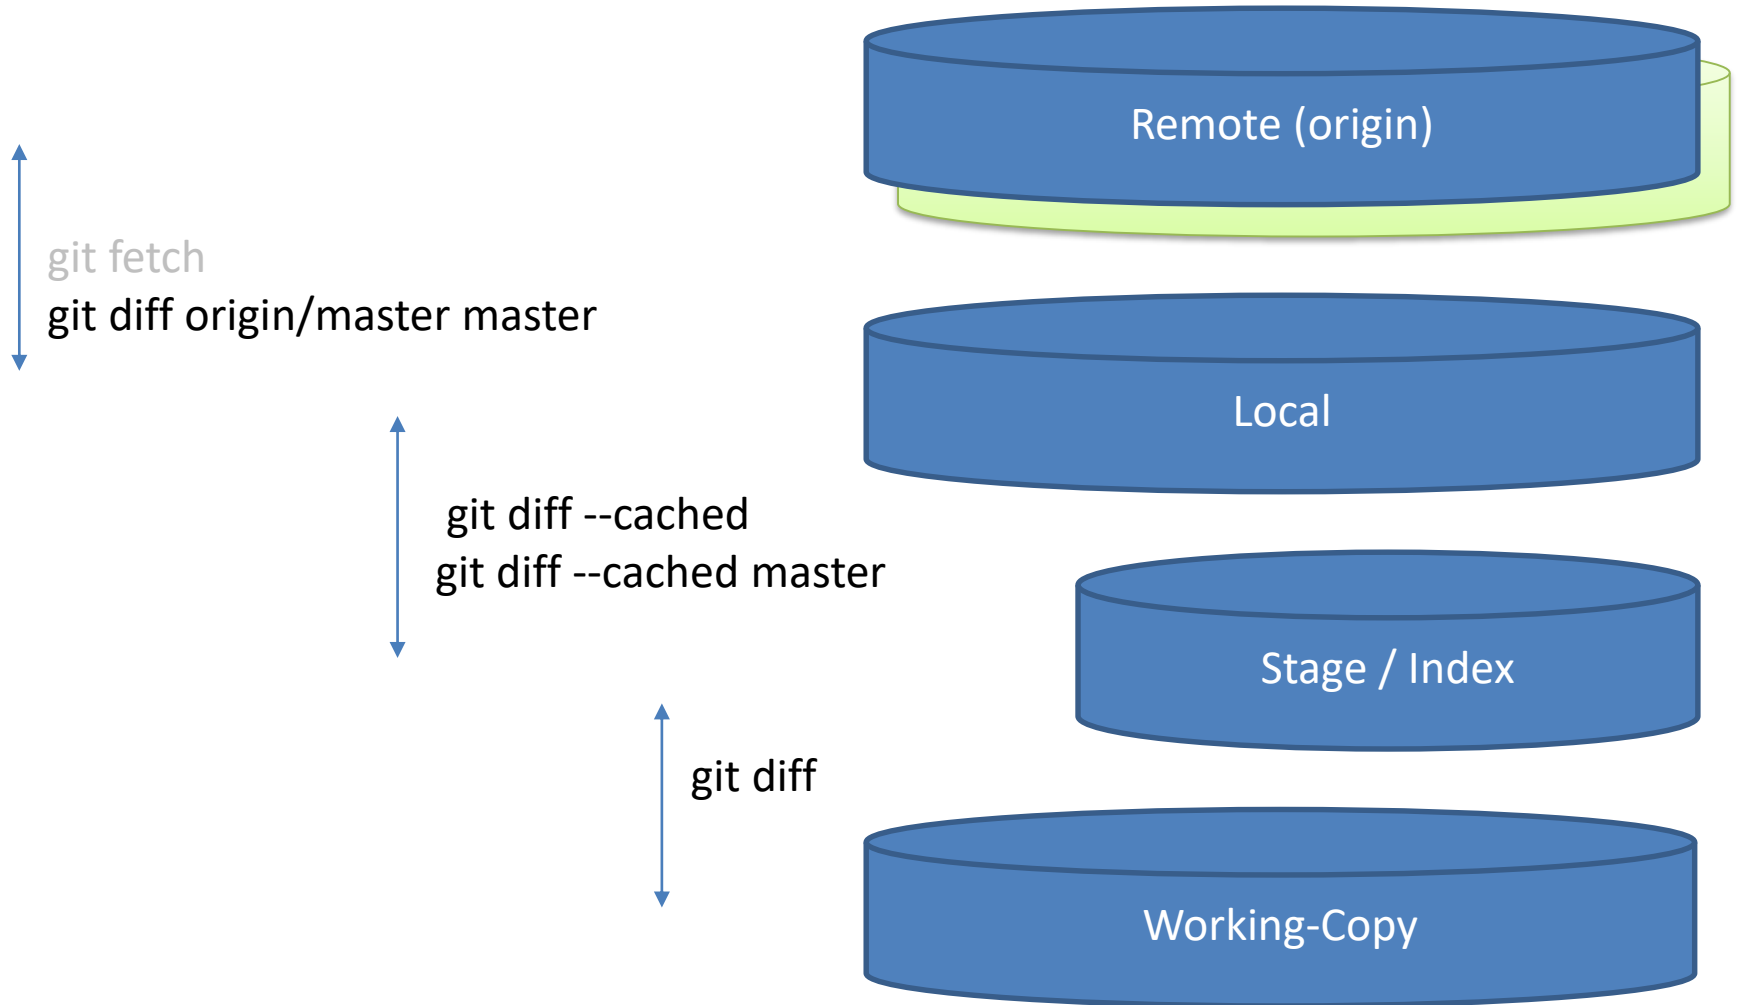 Remote (origin)
git fetch
git diff origin/master master
Local
git diff --cached
git diff --cached master
Stage / Index
git diff
Working-Copy